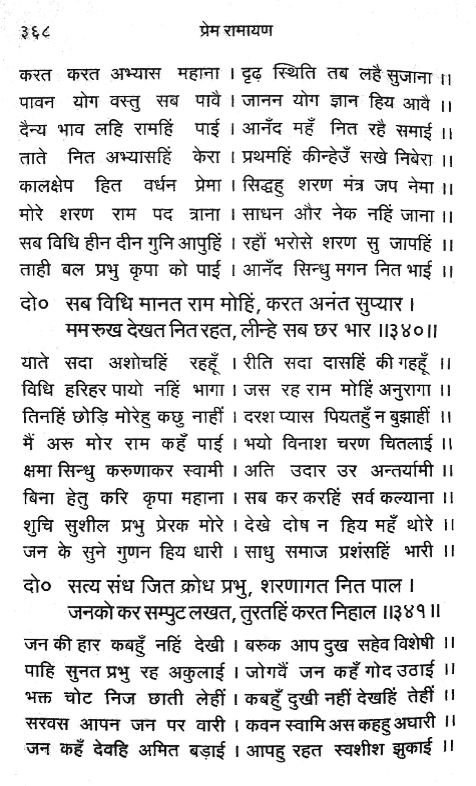 ३६८ प्रेम रामायण
करत करत अभ्यास महाना । दृढ़ स्थिति तब लहै सुजाना ॥
पावन योग वस्तु सब पावै । जानन योग ज्ञान हिय आवै ॥
दैन्य भाव लहि रामहिं पाई । आनँद महँ नित रहै समाई ॥
ताते नित अभ्यासहिं केरा । प्रथमहिं कीन्हेउँ सखे निबेरा ॥
कालक्षेप हित वर्धन प्रेमा । सिद्धहु शरण मंत्र जप नेमा ॥
मोरे शरण राम पद त्राना । साधन और नेक नहिं जाना ॥
सब विधि हीन दीन गुनि आपुहिं । रहौं भरोसे शरण सु जापहिं ॥
ताही बल प्रभु कृपा को पाई । आनँद सिन्धु मगन नित भाई ॥
दो० सब विधि मानत राम मोहिं, करत अनंत सुप्यार ।
मम रुख देखत नित रहत, लीन्हे सब छर भार ॥३४०॥
याते सदा अशोचहिं रहहूँ । रीति सदा दासहिं की गहहूँ ॥
विधि हरिहर पायो नहिं भागा । जस रह राम मोहिं अनुरागा ॥
तिनहिं छोड़ि मोरेहु कछु नाहीं । दरश प्यास पियतहुँ न बुझाहीं ॥
मैं अरु मोर राम कहँ पाई । भयो विनाश चरण चितलाई ॥
क्षमा सिन्धु करुणाकर स्वामी । अति उदार उर अन्तर्यामी ॥
बिना हेतु करि कृपा महाना । सब कर करहिं सर्व कल्याना ॥
शुचि सुशील प्रभु प्रेरक मोरे । देखे दोष न हिय महँ थोरे ॥
जन के सुने गुणन हिय धारी । साधु समाज प्रशंसहिं भारी ॥
दो० सत्य संध जित क्रोध प्रभु, शरणागत नित पाल ।
जनको कर सम्पुट लखत, तुरतहिं करत निहाल ॥३४१॥
जन की हार कबहुँ नहिं देखी । बरुक आप दुख सहेव विशेषी ॥
पाहि सुनत प्रभु रह अकुलाई । जोगवैं जन कहँ गोद उठाई ॥
भक्त चोट निज छाती लेहीं । कबहुँ दुखी नहीं देखहिं तेहीं ॥
सरवस आपन जन पर वारी । कवन स्वामि अस कहहु अघारी ॥
जन कहँ देवहि अमित बड़ाई । आपहु रहत स्वशीश झुकाई ॥